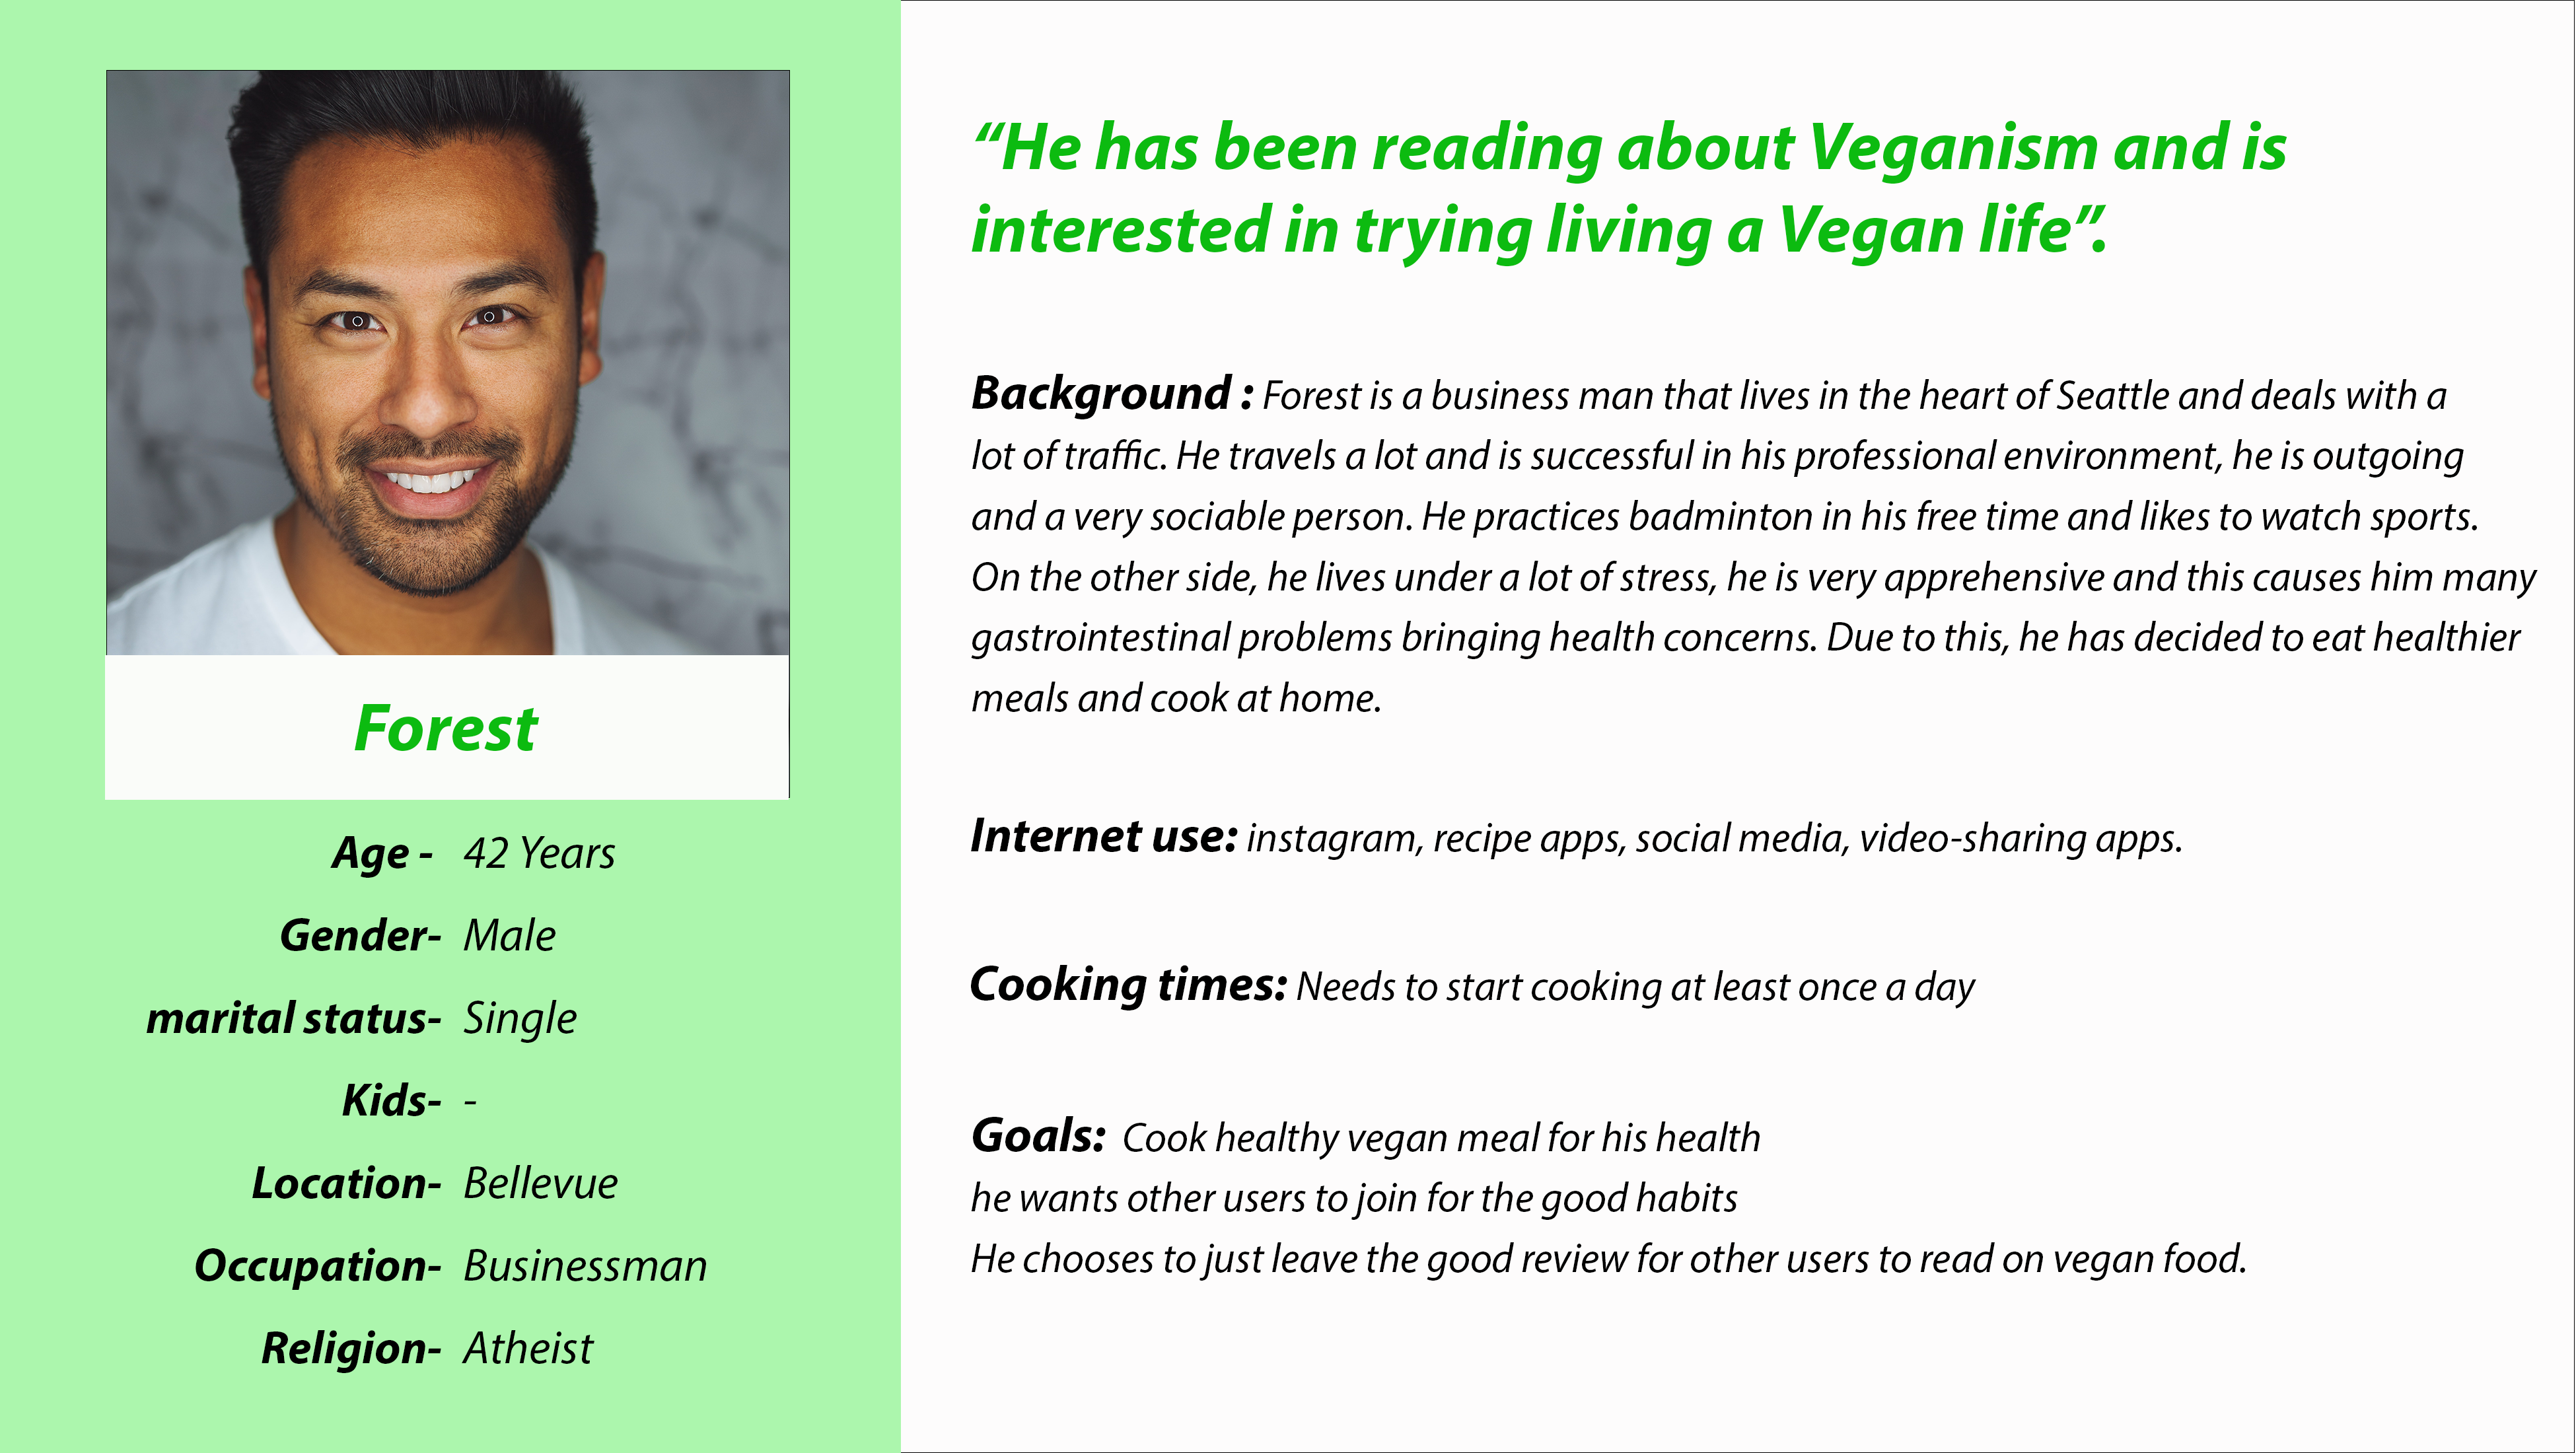 Forest
Age - 42 Years
Gender- Male
marital status- Single
Kids- -
Location- Bellevue
Occupation- Businessman
Religion- Atheist
“He has been reading about Veganism and is
interested in trying living a Vegan life”.
Background : Forest is a business man that lives in the heart of Seattle and deals with a
lot of traffic. He travels a lot and is successful in his professional environment, he is outgoing
and a very sociable person. He practices badminton in his free time and likes to watch sports.
On the other side, he lives under a lot of stress, he is very apprehensive and this causes him many
gastrointestinal problems bringing health concerns. Due to this, he has decided to eat healthier
meals and cook at home.
Internet use: instagram, recipe apps, social media, video-sharing apps.
Cooking times: Needs to start cooking at least once a day
Goals: Cook healthy vegan meal for his health
he wants other users to join for the good habits
He chooses to just leave the good review for other users to read on vegan food.